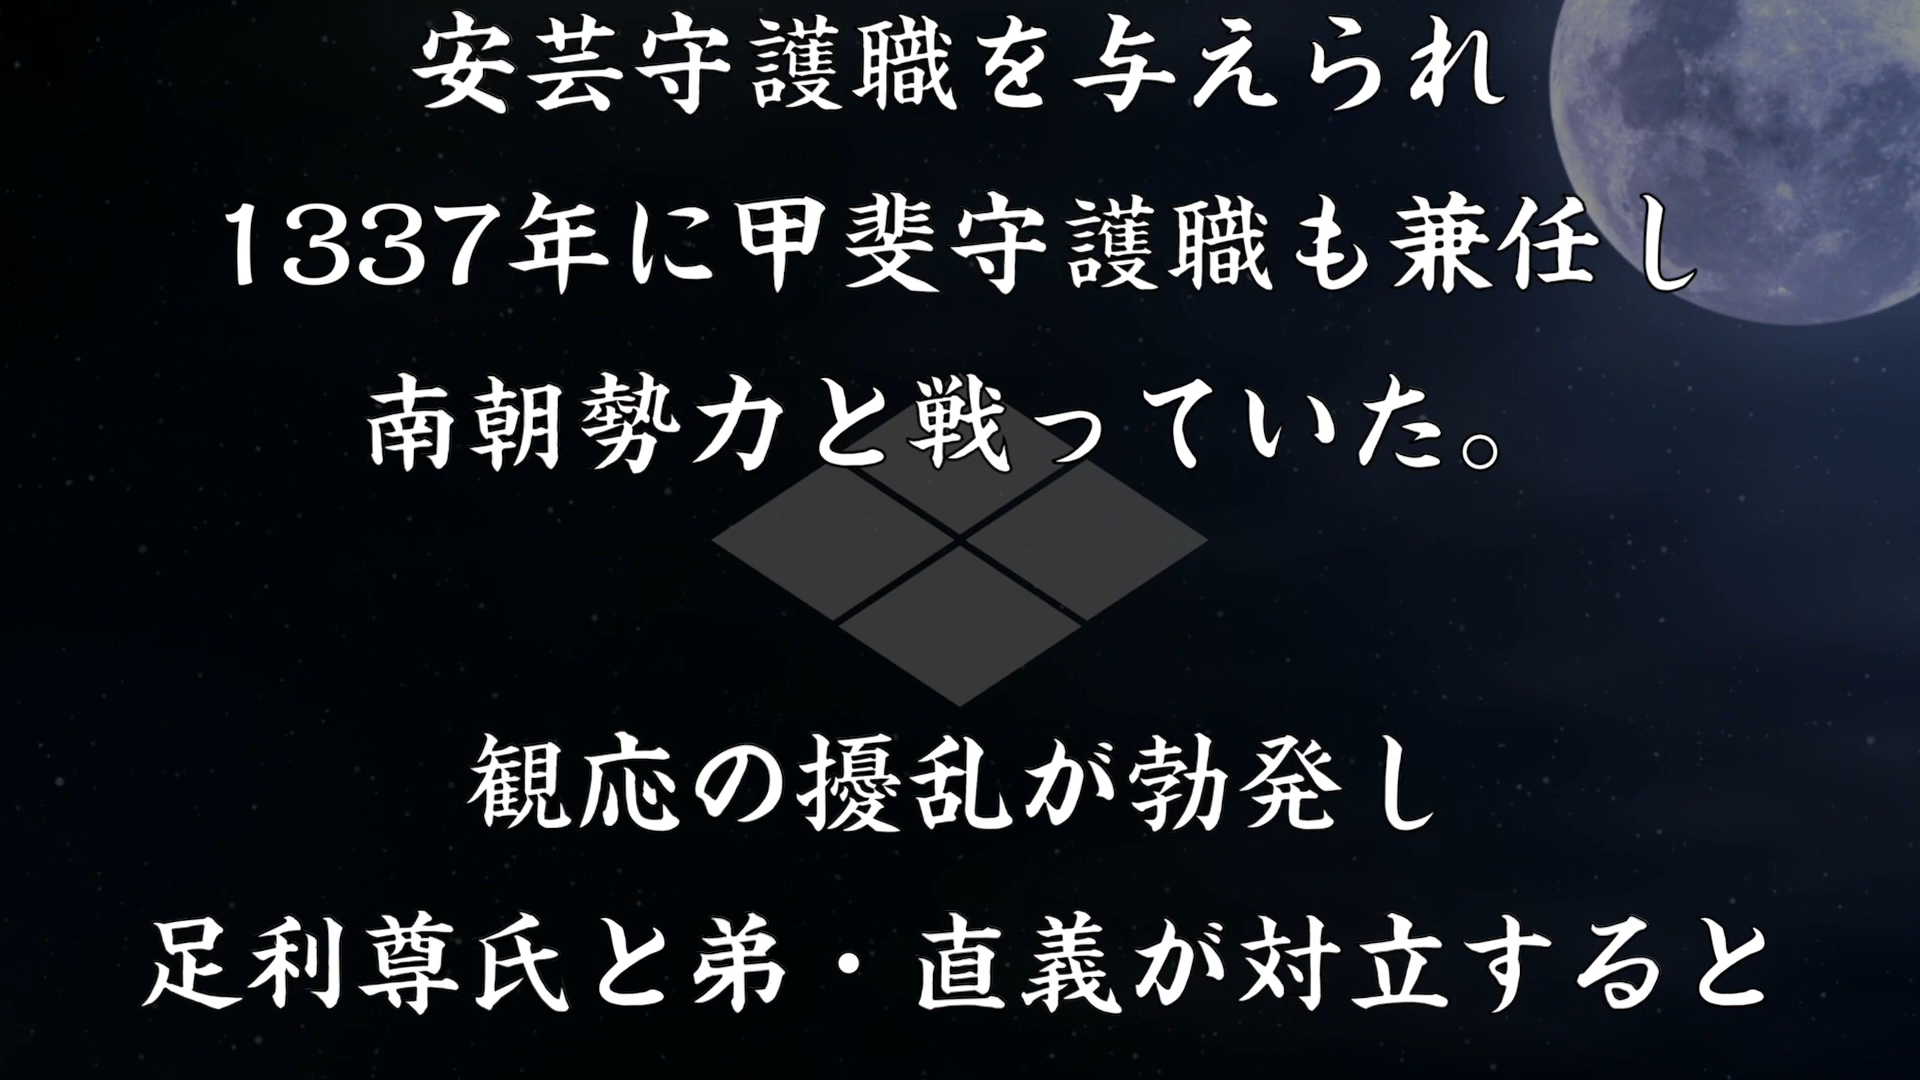 安芸守護職を与えられ
1337年に甲斐守護職も兼任し
南朝勢力と戦っていた。
観応の擾乱が勃発し
足利尊氏と弟・直義が対立すると